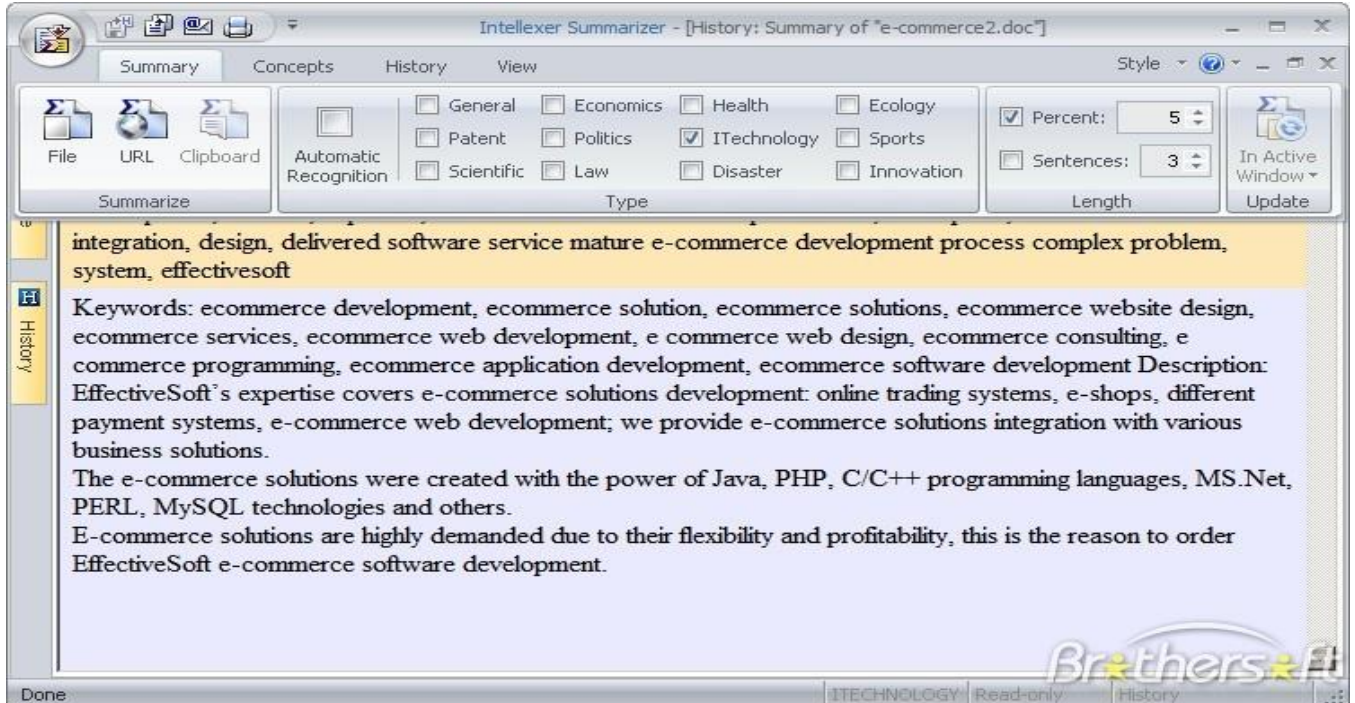 Intellexer Summarizer - [History: Summary of "e-commerce2.doc"]
Summary Concepts History View Style
General Economics Health Ecology
Patent Politics ITechnology Sports
Scientific Law Disaster Innovation
File URL Clipboard
Automatic Recognition
Percent: 5
Sentences: 3
In Active Window
Summarize Type Length Update
integration, design, delivered software service mature e-commerce development process complex problem,
system, effectivesoft
H History
Keywords: ecommerce development, ecommerce solution, ecommerce solutions, ecommerce website design,
ecommerce services, ecommerce web development, e commerce web design, ecommerce consulting, e
commerce programming, ecommerce application development, ecommerce software development Description:
EffectiveSoft`s expertise covers e-commerce solutions development: online trading systems, e-shops, different
payment systems, e-commerce web development; we provide e-commerce solutions integration with various
business solutions.
The e-commerce solutions were created with the power of Java, PHP, C/C++ programming languages, MS.Net,
PERL, MySQL technologies and others.
E-commerce solutions are highly demanded due to their flexibility and profitability, this is the reason to order
EffectiveSoft e-commerce software development.
Brothersoft
Done ITECHNOLOGY Read-only History